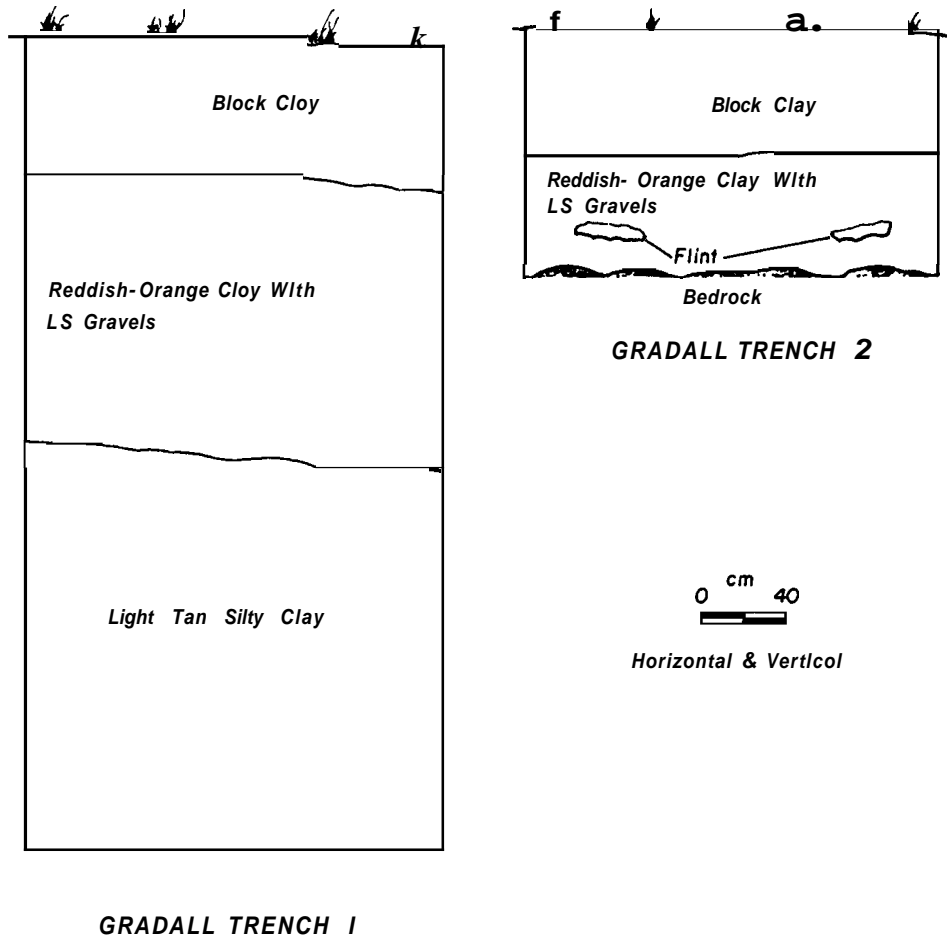 k
Block Cloy
Reddish-Orange Cloy WIth
LS Gravels
Light Tan Silty Clay
GRADALL TRENCH I
f a.
Block Clay
Reddish- Orange Clay WIth
LS Gravels
Flint
Bedrock
GRADALL TRENCH 2
cm
0 40
Horizontal & VertIcol